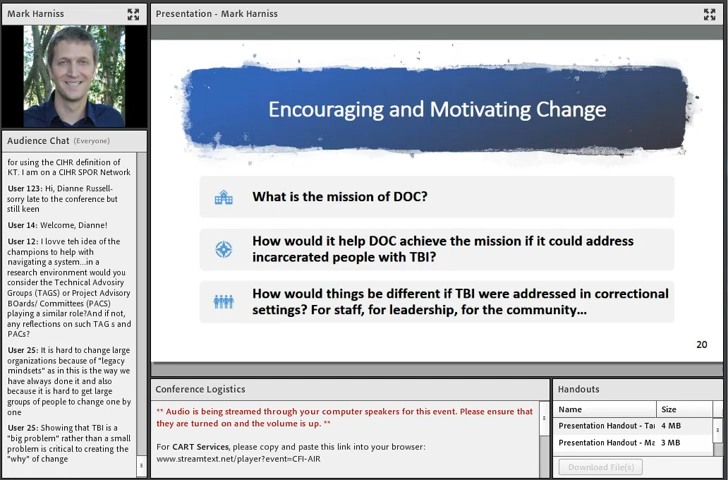 Mark Harniss
Audience Chat (Everyone)
for using the CIHR definition of
KT. I am on a CIHR SPOR Network
User 123: Hi, Dianne Russell-
sorry late to the conference but
still keen
User 14: Welcome, Dianne!
User 12: I lovve teh idea of the
champions to help with
navigating a system...in a
research environment would you
consider the Technical Advosiry
Groups (TAGS) or Project Advisory
BOards/ Committees (PACS)
playing a similar role?And if not,
any reflections on such TAG s and
PACs?
User 25: It is hard to change large
organizations because of "legacy
mindsets" as in this is the way we
have always done it and also
because it is hard to get large
groups of people to change one by
one
User 25: Showing that TBI is a
"big problem" rather than a small
problem is critical to creating the
"why" of change
Presentation - Mark Harniss
Encouraging and Motivating Change
What is the mission of DOC?
How would it help DOC achieve the mission if it could address
incarcerated people with TBI?
How would things be different if TBI were addressed in correctional
settings? For staff, for leadership, for the community...
20
Conference Logistics
** Audio is being streamed through your computer speakers for this event. Please ensure that
they are turned on and the volume is up. **
For CART Services, please copy and paste this link into your browser:
www.streamtext.net/player?event=CFI-AIR
Handouts
Name Size
Presentation Handout - Tai 4 MB
Presentation Handout - Ma 3 MB
Download File(s)